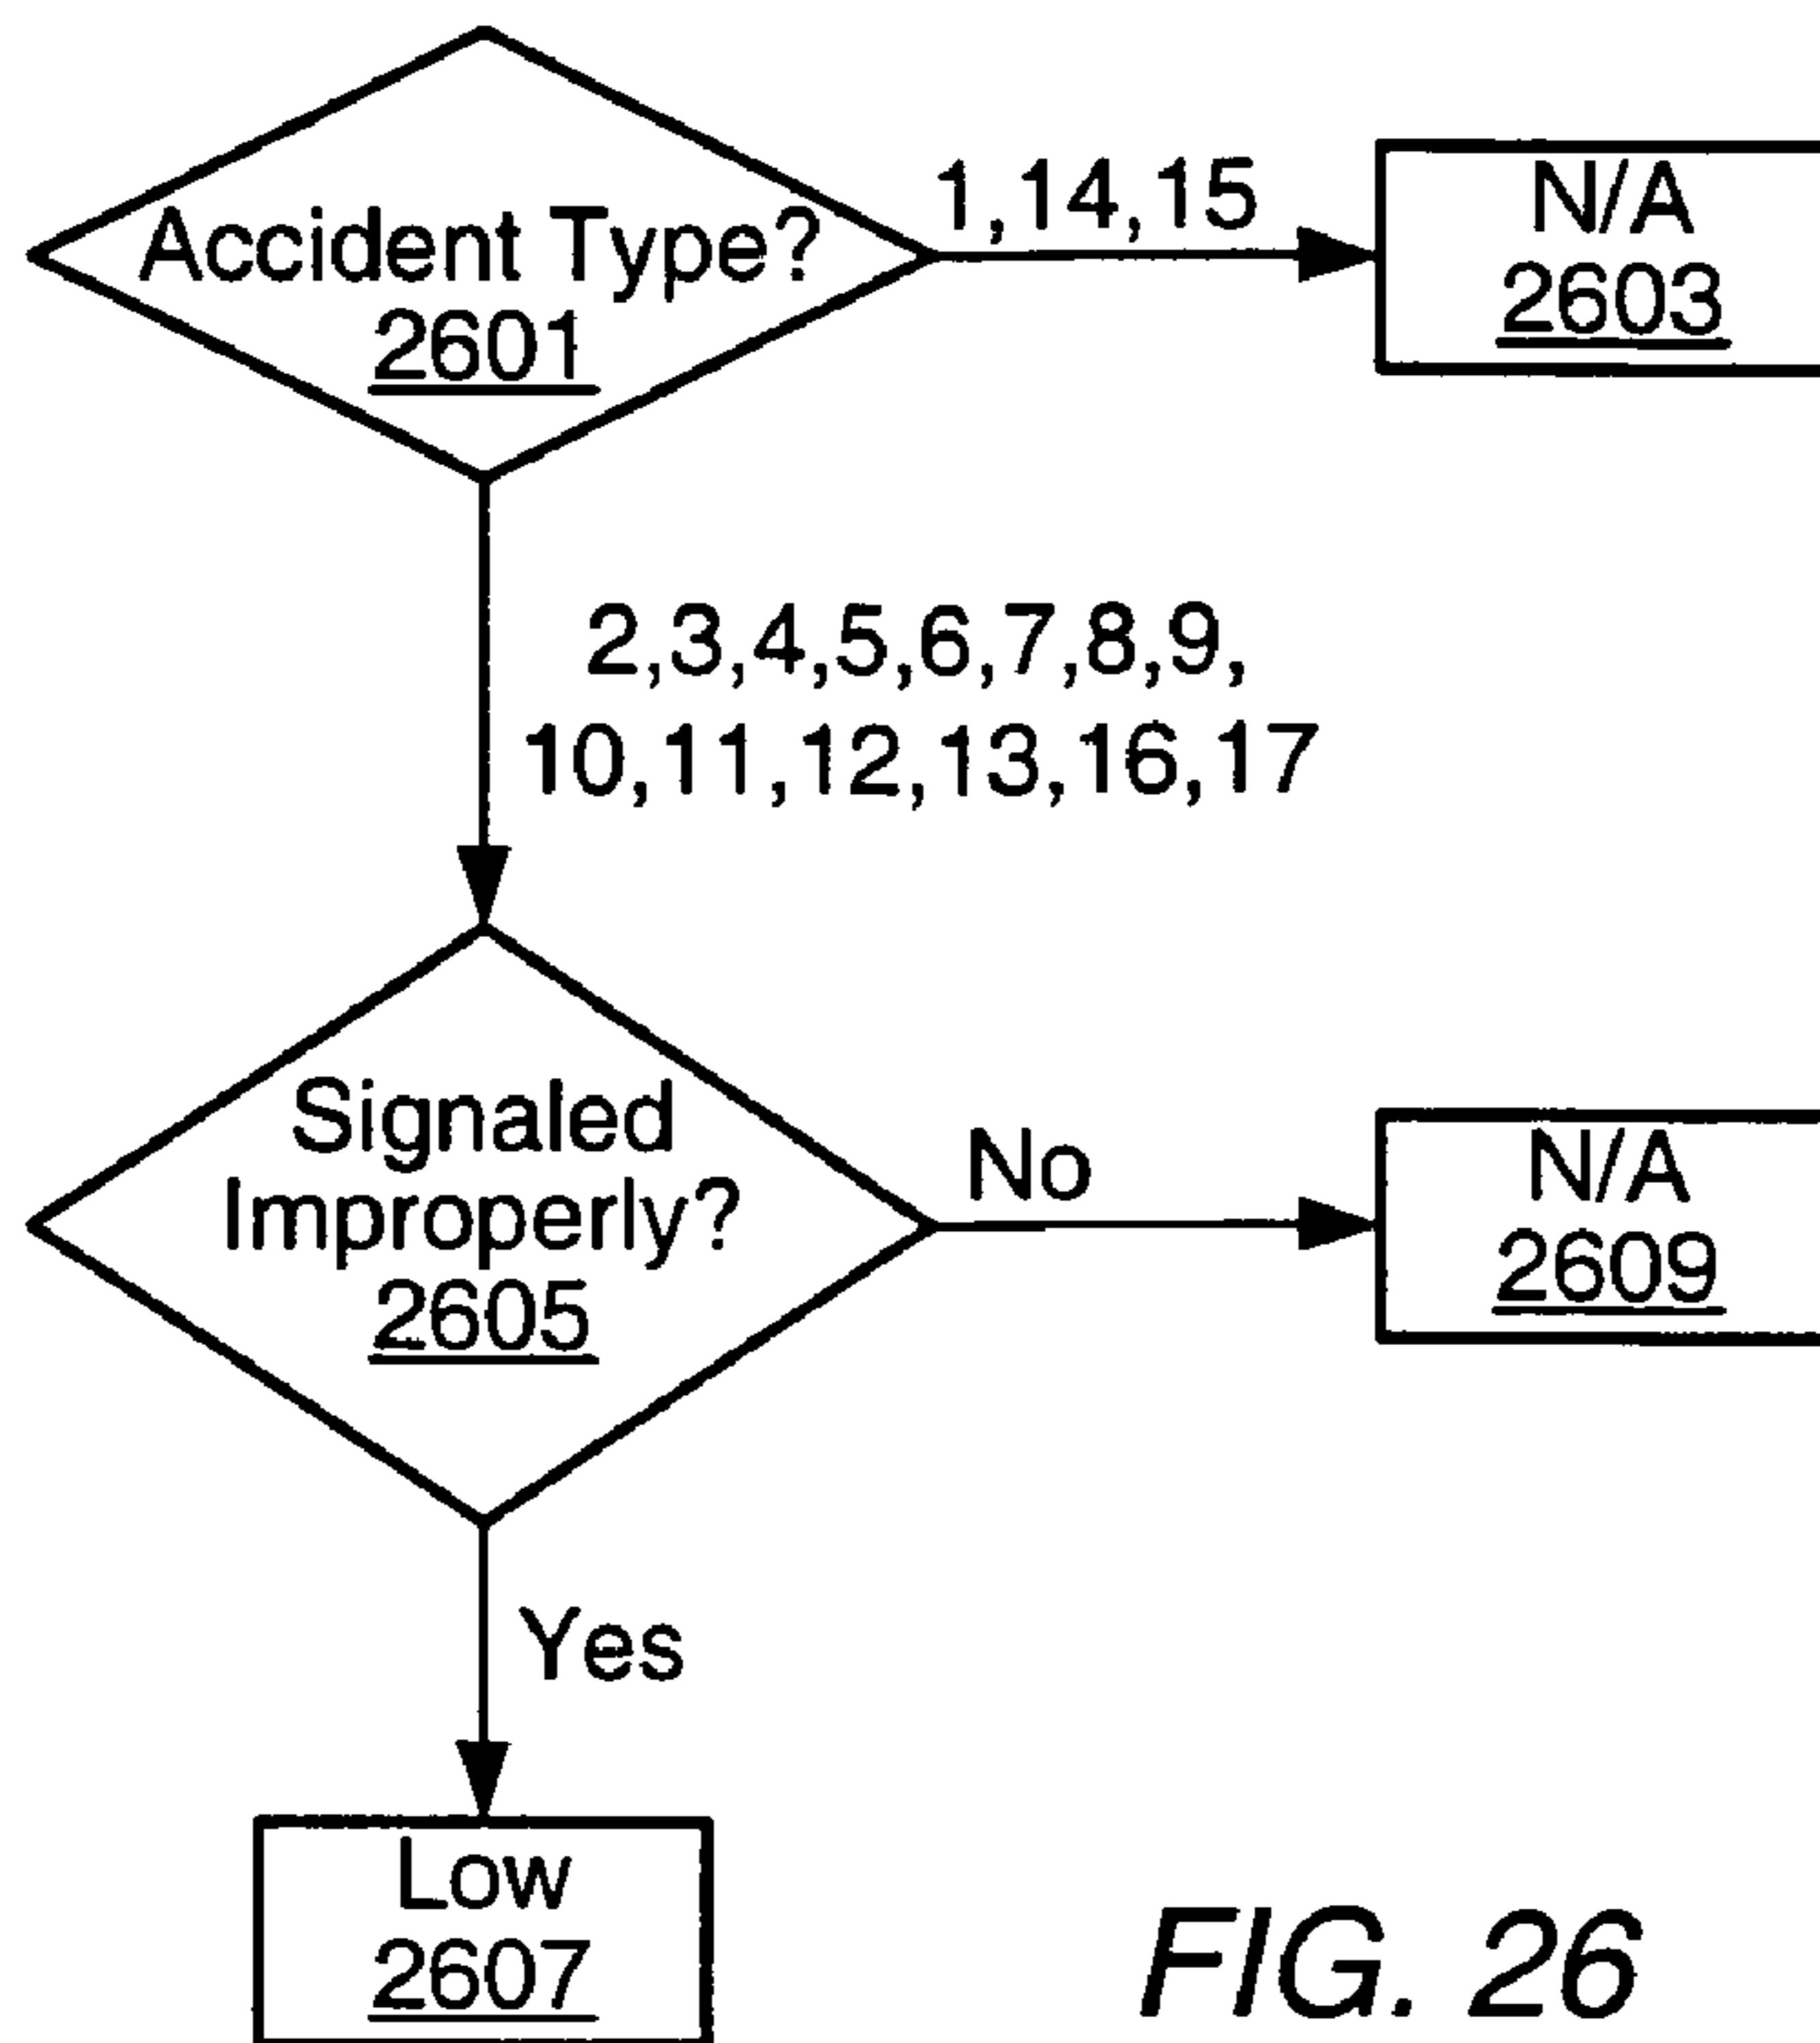 Accident Type?
2601
1,14,15
N/A
2603
2,3,4,5,6,7,8,9,
10,11,12,13,16,17
Signaled
Improperly?
2605
No
N/A
2609
Yes
Low
2607
FIG. 26